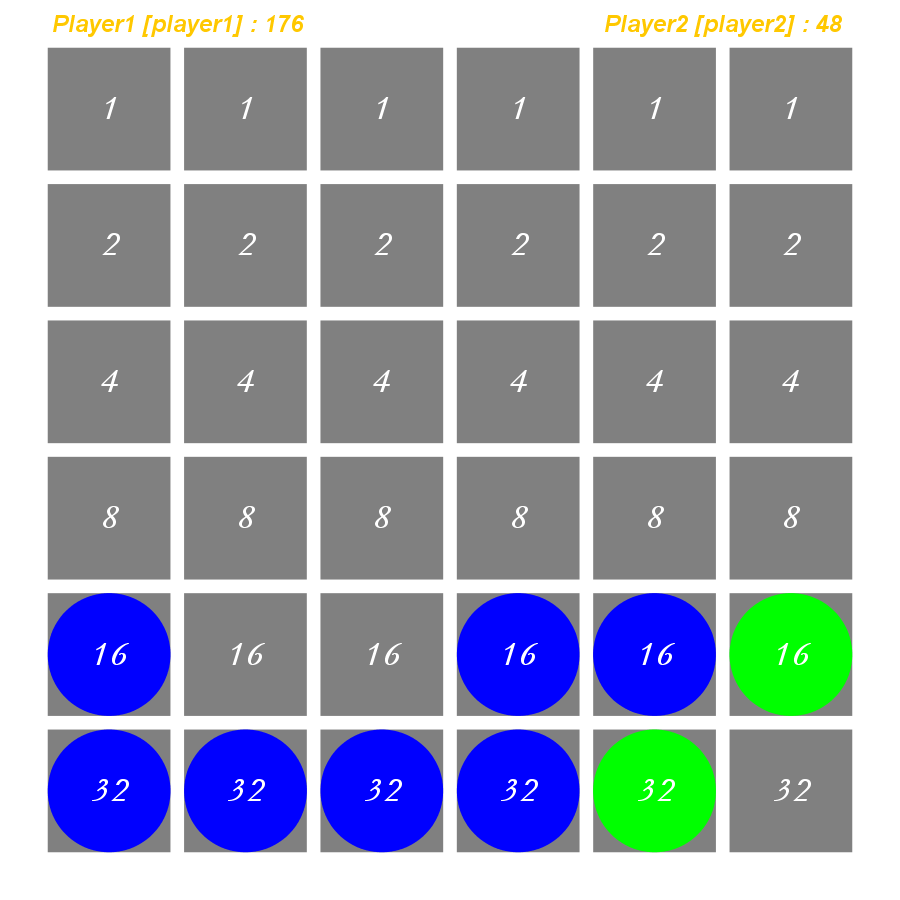 Player1 [player1] : 176 Player2 [player2] : 48
1 1 1 1 1 1
2 2 2 2 2 2
4 4 4 4 4 4
8 8 8 8 8 8
16 16 16 16 16 16
32 32 32 32 32 32